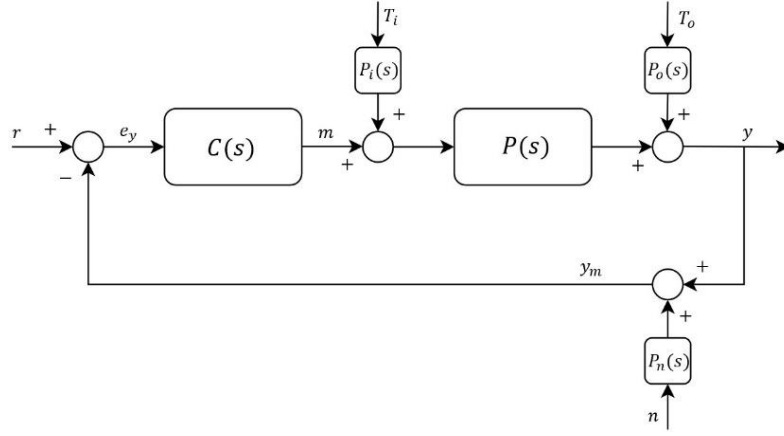 T_i
T_o
P_i(s)
P_o(s)
+
+
r
+
e_y
C(s)
m
+
P(s)
+
y
−
y_m
+
+
P_n(s)
n